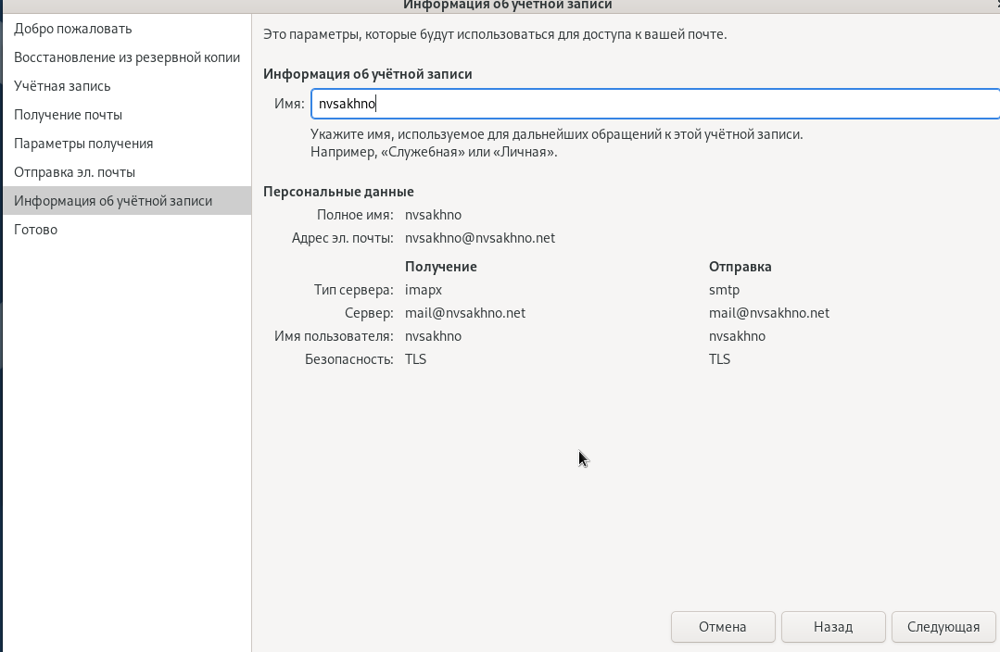 Информация об учётной записи
Добро пожаловать
Восстановление из резервной копии
Учётная запись
Получение почты
Параметры получения
Отправка эл. почты
Информация об учётной записи
Готово
Это параметры, которые будут использоваться для доступа к вашей почте.
Информация об учётной записи
Имя: nvsakhno
Укажите имя, используемое для дальнейших обращений к этой учётной записи.
Например, «Служебная» или «Личная».
Персональные данные
Полное имя: nvsakhno
Адрес эл. почты: nvsakhno@nvsakhno.net
Получение Отправка
Тип сервера: imapx smtp
Сервер: mail@nvsakhno.net mail@nvsakhno.net
Имя пользователя: nvsakhno nvsakhno
Безопасность: TLS TLS
Отмена Назад Следующая